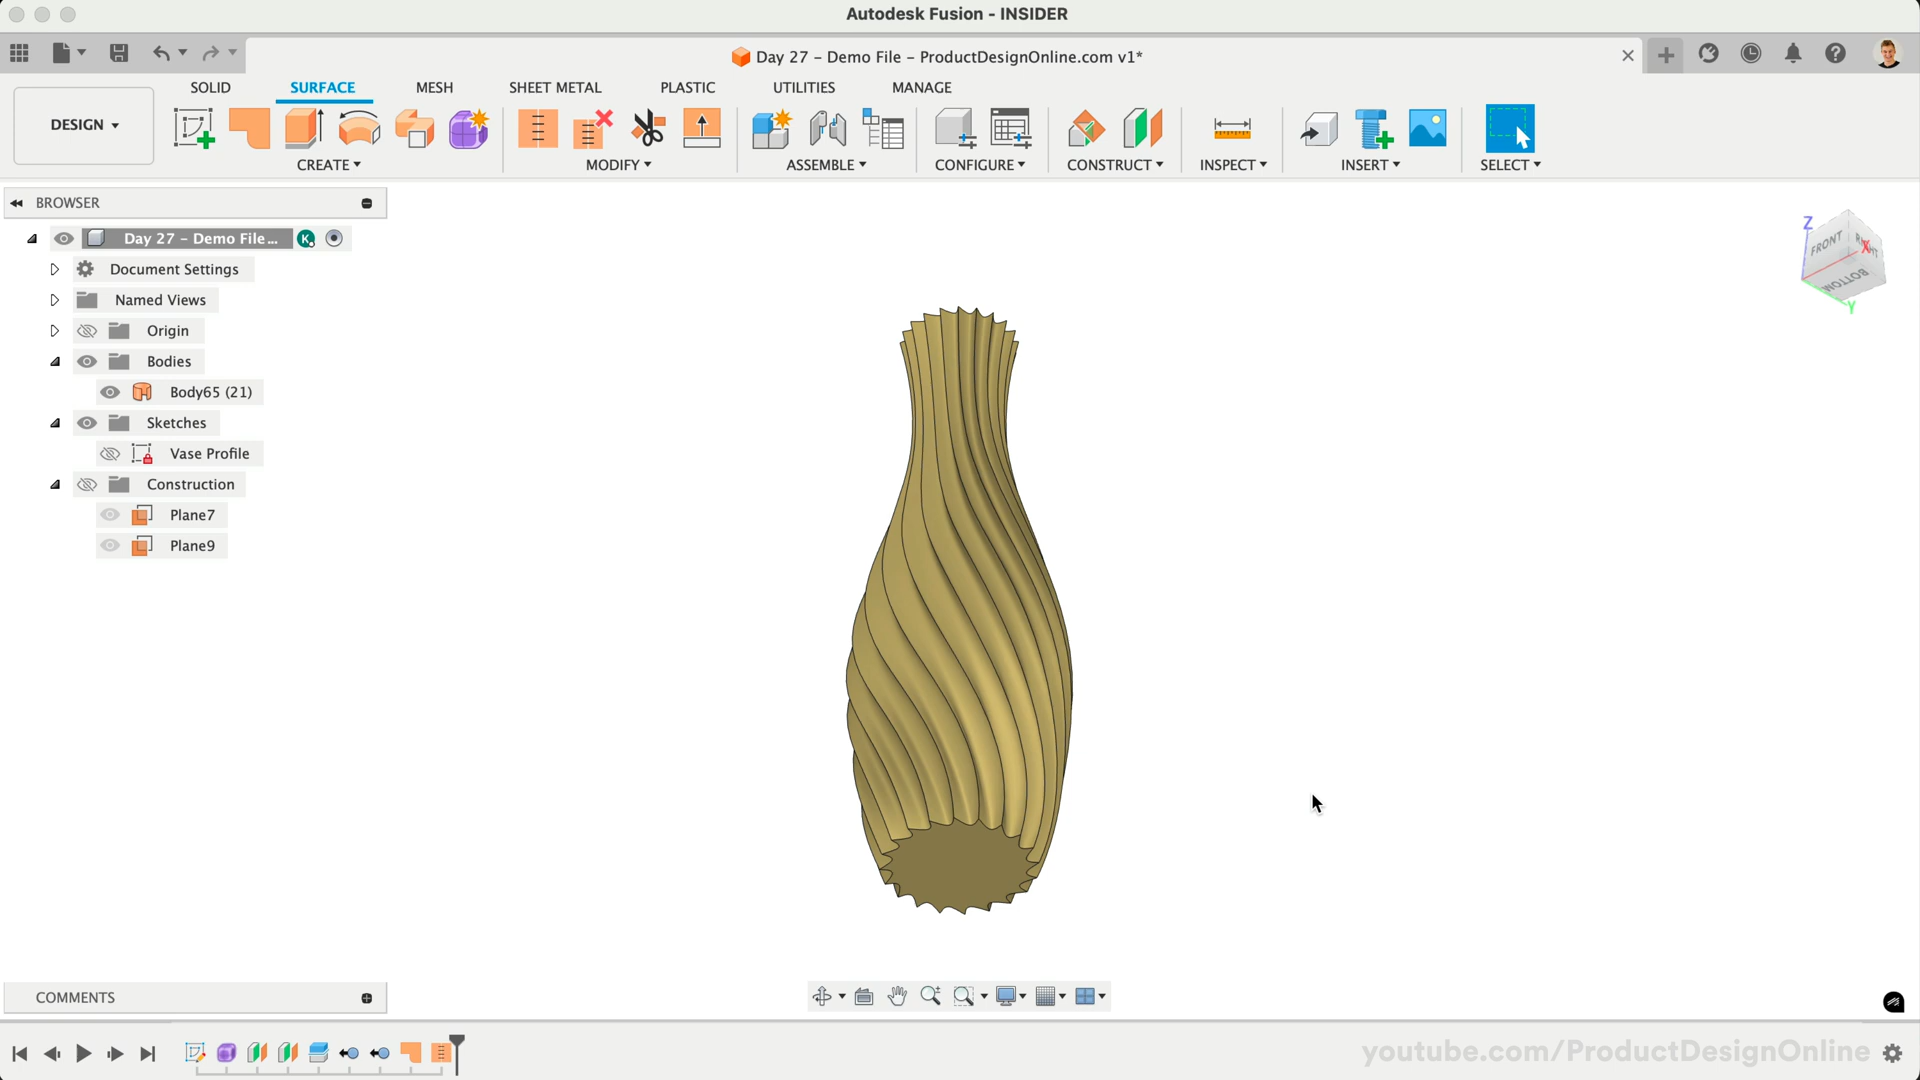 Autodesk Fusion - INSIDER
Day 27 - Demo File - ProductDesignOnline.com v1*
SOLID SURFACE MESH SHEET METAL PLASTIC UTILITIES MANAGE
DESIGN
CREATE MODIFY ASSEMBLE CONFIGURE CONSTRUCT INSPECT INSERT SELECT
BROWSER
Day 27 - Demo File... K
Document Settings
Named Views
Origin
Bodies
Body65 (21)
Sketches
Vase Profile
Construction
Plane7
Plane9
Z
FRONT
RIGHT
X
BOTTOM
Y
COMMENTS
youtube.com/ProductDesignOnline